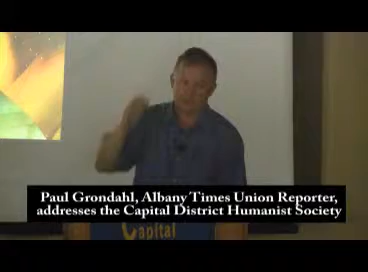 Paul Grondahl, Albany Times Union Reporter,
addresses the Capital District Humanist Society
Capital